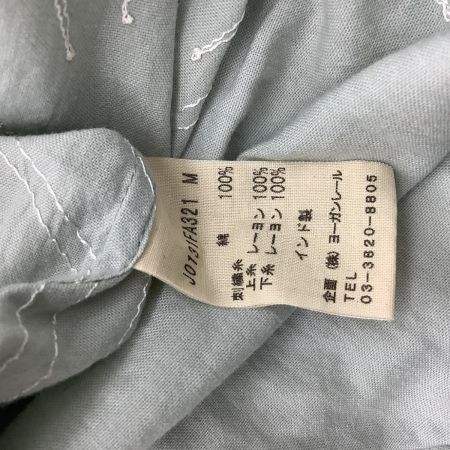 JO7SIFA321 M
綿 100%
刺繍糸
上糸 レーヨン 100%
下糸 レーヨン 100%
インド製
企画 (株) ヨーガンレール
TEL
03-3820-8805